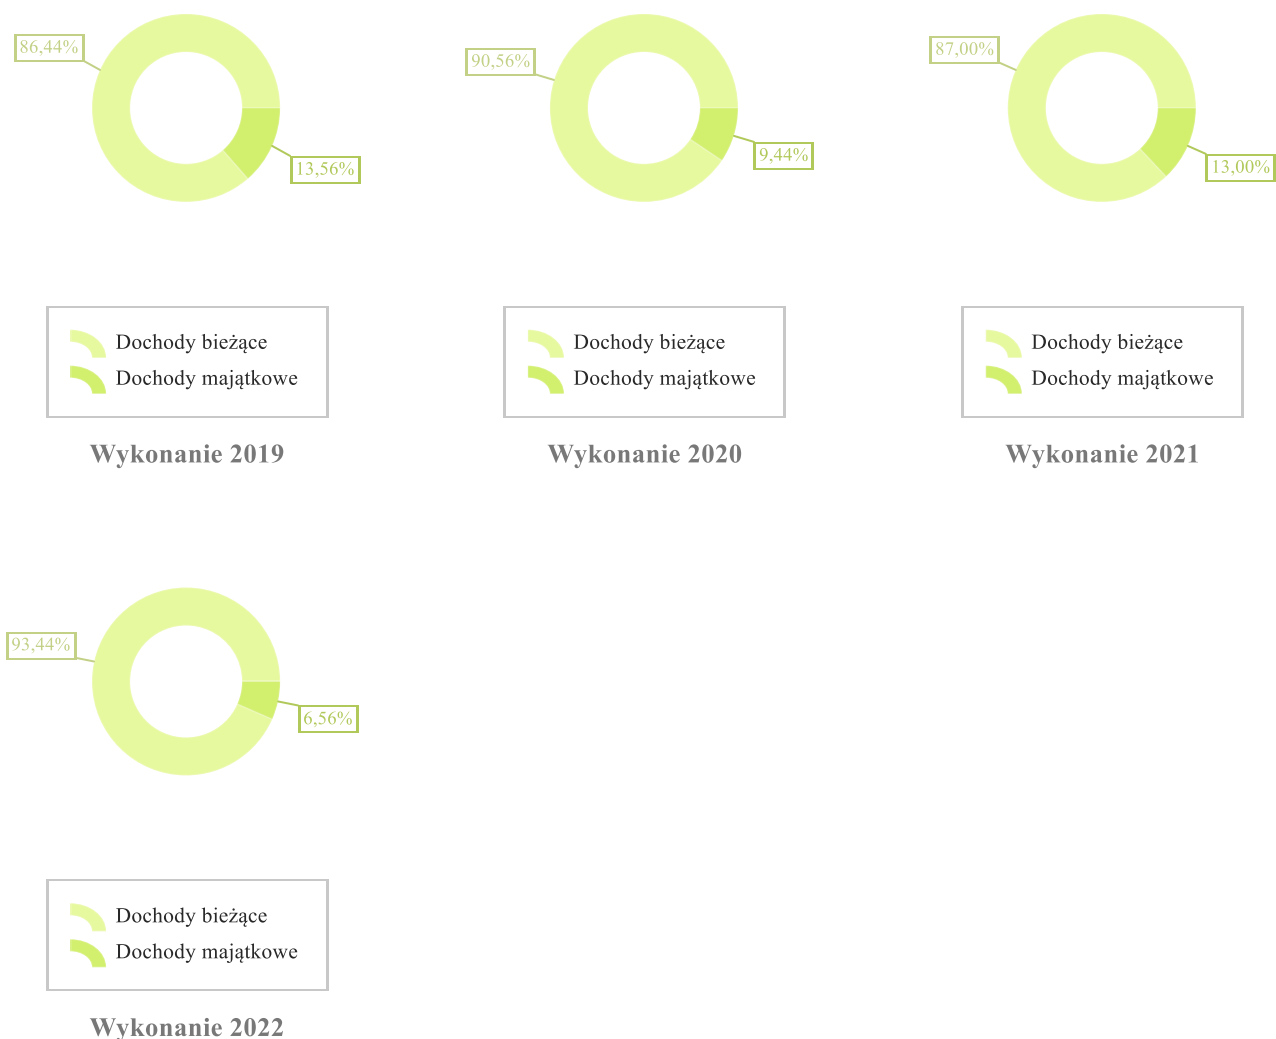 86,44%
13,56%
Dochody bieżące
Dochody majątkowe
Wykonanie 2019
90,56%
9,44%
Dochody bieżące
Dochody majątkowe
Wykonanie 2020
87,00%
13,00%
Dochody bieżące
Dochody majątkowe
Wykonanie 2021
93,44%
6,56%
Dochody bieżące
Dochody majątkowe
Wykonanie 2022